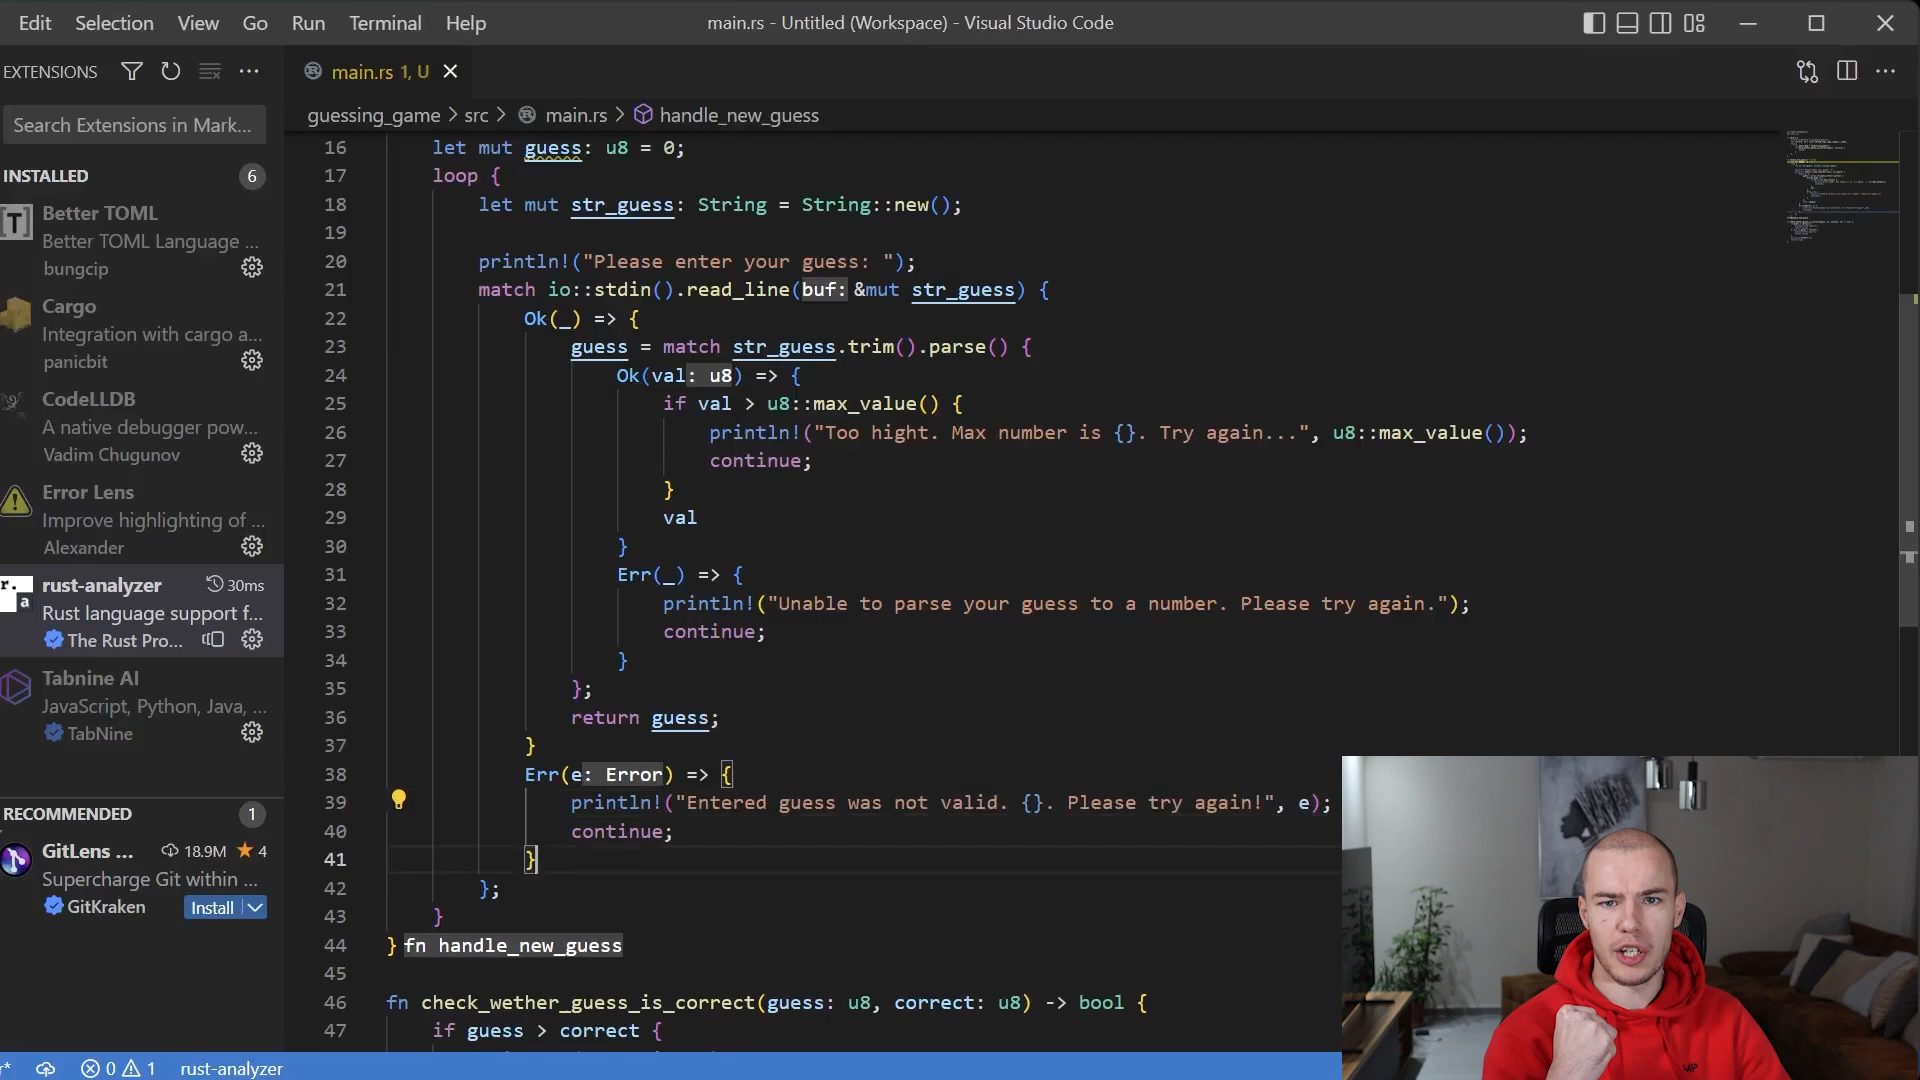 Edit Selection View Go Run Terminal Help
main.rs - Untitled (Workspace) - Visual Studio Code
EXTENSIONS
main.rs 1, U
Search Extensions in Mark...
guessing_game > src > main.rs > handle_new_guess
INSTALLED 6
Better TOML
Better TOML Language ...
bungcip
Cargo
Integration with cargo a...
panicbit
CodeLLDB
A native debugger pow...
Vadim Chugunov
Error Lens
Improve highlighting of ...
Alexander
rust-analyzer 30ms
Rust language support f...
The Rust Pro...
Tabnine AI
JavaScript, Python, Java, ...
TabNine
RECOMMENDED 1
GitLens ... 18.9M 4
Supercharge Git within ...
GitKraken Install
16 let mut guess: u8 = 0;
17 loop {
18 let mut str_guess: String = String::new();
19
20 println!("Please enter your guess: ");
21 match io::stdin().read_line(buf: &mut str_guess) {
22 Ok(_) => {
23 guess = match str_guess.trim().parse() {
24 Ok(val: u8) => {
25 if val > u8::max_value() {
26 println!("Too hight. Max number is {}. Try again...", u8::max_value());
27 continue;
28 }
29 val
30 }
31 Err(_) => {
32 println!("Unable to parse your guess to a number. Please try again.");
33 continue;
34 }
35 };
36 return guess;
37 }
38 Err(e: Error) => {
39 println!("Entered guess was not valid. {}. Please try again!", e);
40 continue;
41 }
42 };
43 }
44 } fn handle_new_guess
45
46 fn check_wether_guess_is_correct(guess: u8, correct: u8) -> bool {
47 if guess > correct {
0 1 rust-analyzer